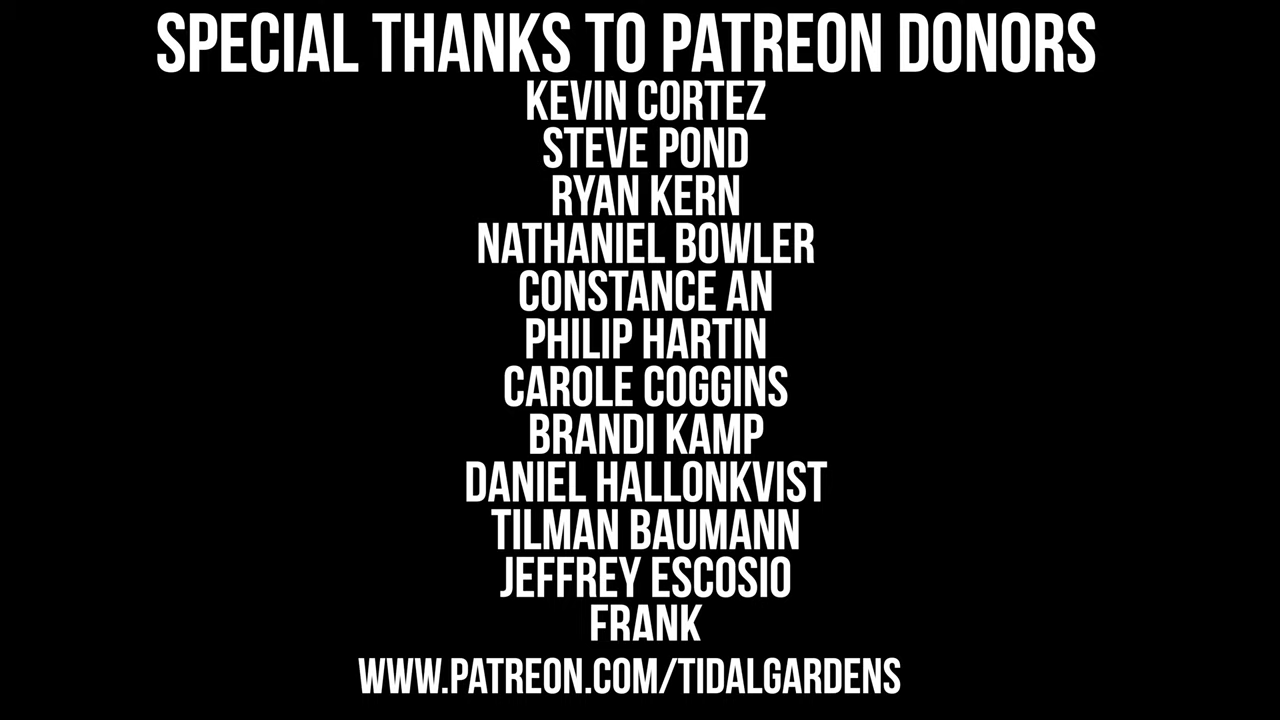 SPECIAL THANKS TO PATREON DONORS
KEVIN CORTEZ
STEVE POND
RYAN KERN
NATHANIEL BOWLER
CONSTANCE AN
PHILIP HARTIN
CAROLE COGGINS
BRANDI KAMP
DANIEL HALLONKVIST
TILMAN BAUMANN
JEFFREY ESCOSIO
FRANK
WWW.PATREON.COM/TIDALGARDENS